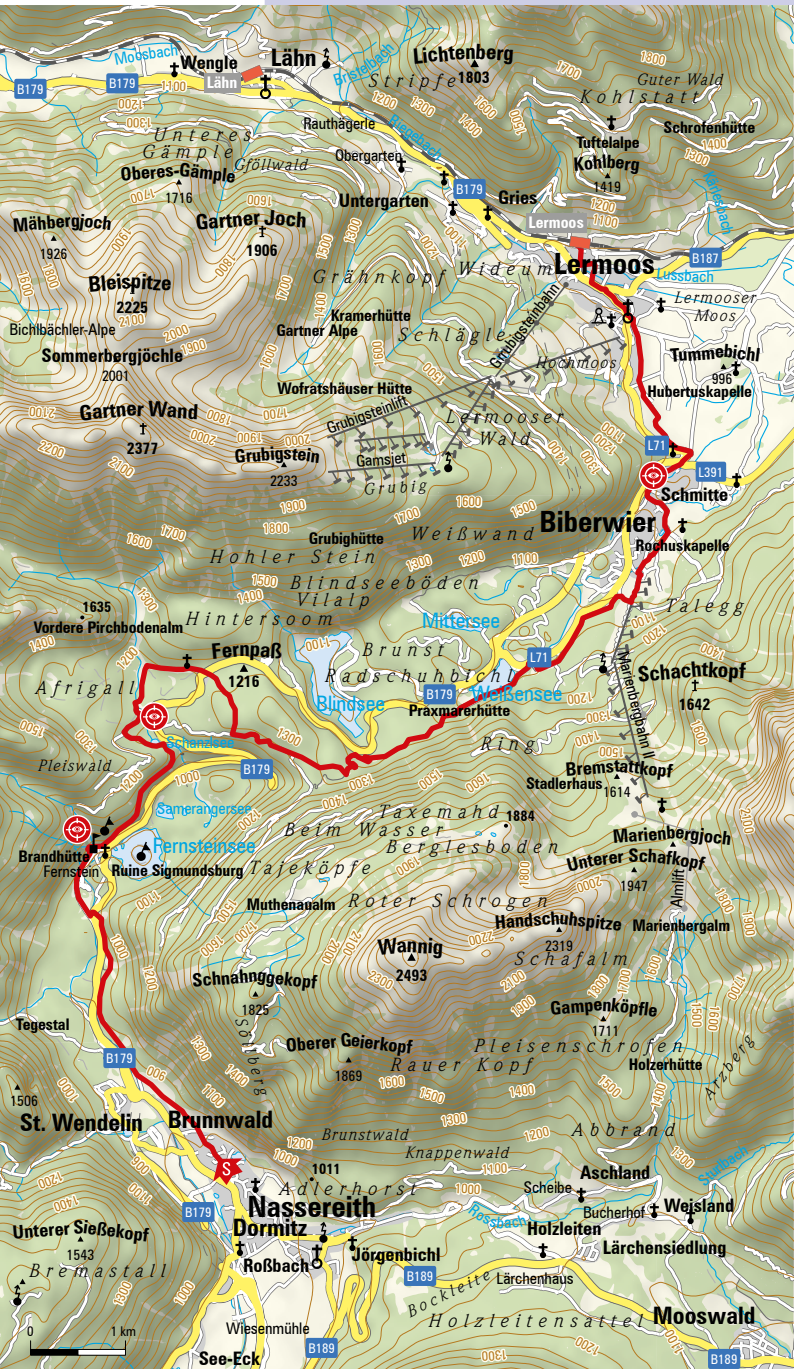 Moosbach
Wengle
Lähn
Lähn
Bristelbach
Lichtenberg
1803
Stripfe
Guter Wald
Kohlstatt
B179
B179
Rauthägerle
Obergarten
Tuftelalpe
Schrofenhütte
Unteres
Gämple
Gföllwald
Oberes-Gämple
1716
Kohlberg
1419
B179
Gries
Untergarten
Mähbergjoch
1926
Gartner Joch
1906
Lermoos
Lermoos
B187
Wideum
Grähnkopf
Lussbach
Bleispitze
2225
Lermooser
Moos
Bichlbächler-Alpe
Kramerhütte
Gartner Alpe
Schlägle
Grubigsteinbahn
Hochmoos
Sommerbergjöchle
2001
Tummebichl
996
Hubertuskapelle
Wofratshäuser Hütte
Gartner Wand
2377
Grubigsteinlift
Lermooser
Wald
Gamsjet
Grubigstein
2233
Grubig
L71
L391
Schmitte
Biberwier
Rochuskapelle
Grubighütte
Weißwand
Hohler Stein
Blindseeböden
Vilalp
Hintersoom
1635
Vordere Pirchbodenalm
Mittersee
Talegg
Fernpaß
1216
Brunst
Radschuhbichl
L71
Afrigall
Blindsee
B179
Weißensee
Praxmarerhütte
Marienbergbahn II
Schachtkopf
1642
Schanzlsee
Ring
Pleiswald
B179
Bremstattkopf
Stadlerhaus
1614
Samerangersee
Taxemahd
1884
Beim Wasser
Berglesboden
Marienbergjoch
Brandhütte
Fernstein
Fernsteinsee
Ruine Sigmundsburg
Tajeköpfe
Unterer Schafkopf
1947
Almlift
Muthenaualm
Roter Schrogen
Handschuhspitze
2319
Marienbergalm
Wannig
2493
Schafalm
Schnahnggekopf
1825
Gampenköpfle
1711
Tegestal
Söllberg
Oberer Geierkopf
1869
Pleisenschrofen
Rauer Kopf
Holzerhütte
Arzberg
B179
1506
St. Wendelin
Brunnwald
Brunstwald
Abbrand
Knappenwald
S
1011
Adlerhorst
Aschland
Scheibe
Bucherhof
Weisland
B179
Nassereith
Rossbach
Dormitz
Holzleiten
Lärchensiedlung
Unterer Sießekopf
1543
Roßbach
Jörgenbichl
Bremastall
B189
Lärchenhaus
Bockleite
Holzleitensattel
Mooswald
0 1 km
Wiesenmühle
See-Eck
B189
B189